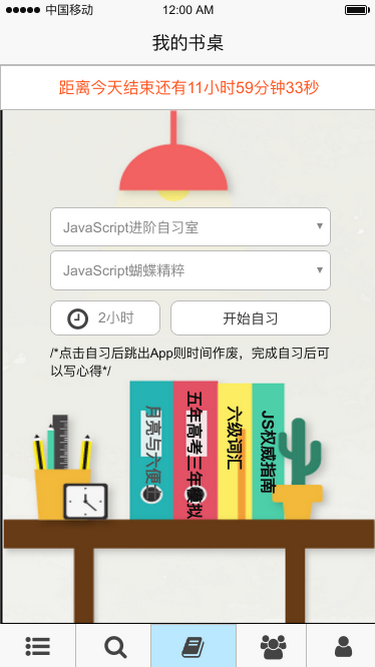 中国移动
12:00 AM
我的书桌
距离今天结束还有11小时59分钟33秒
JavaScript进阶自习室
JavaScript蝴蝶精粹
2小时
开始自习
/*点击自习后跳出App则时间作废，完成自习后可
以写心得*/
月亮与六便士
五年高考三年模拟
六级词汇
JS权威指南